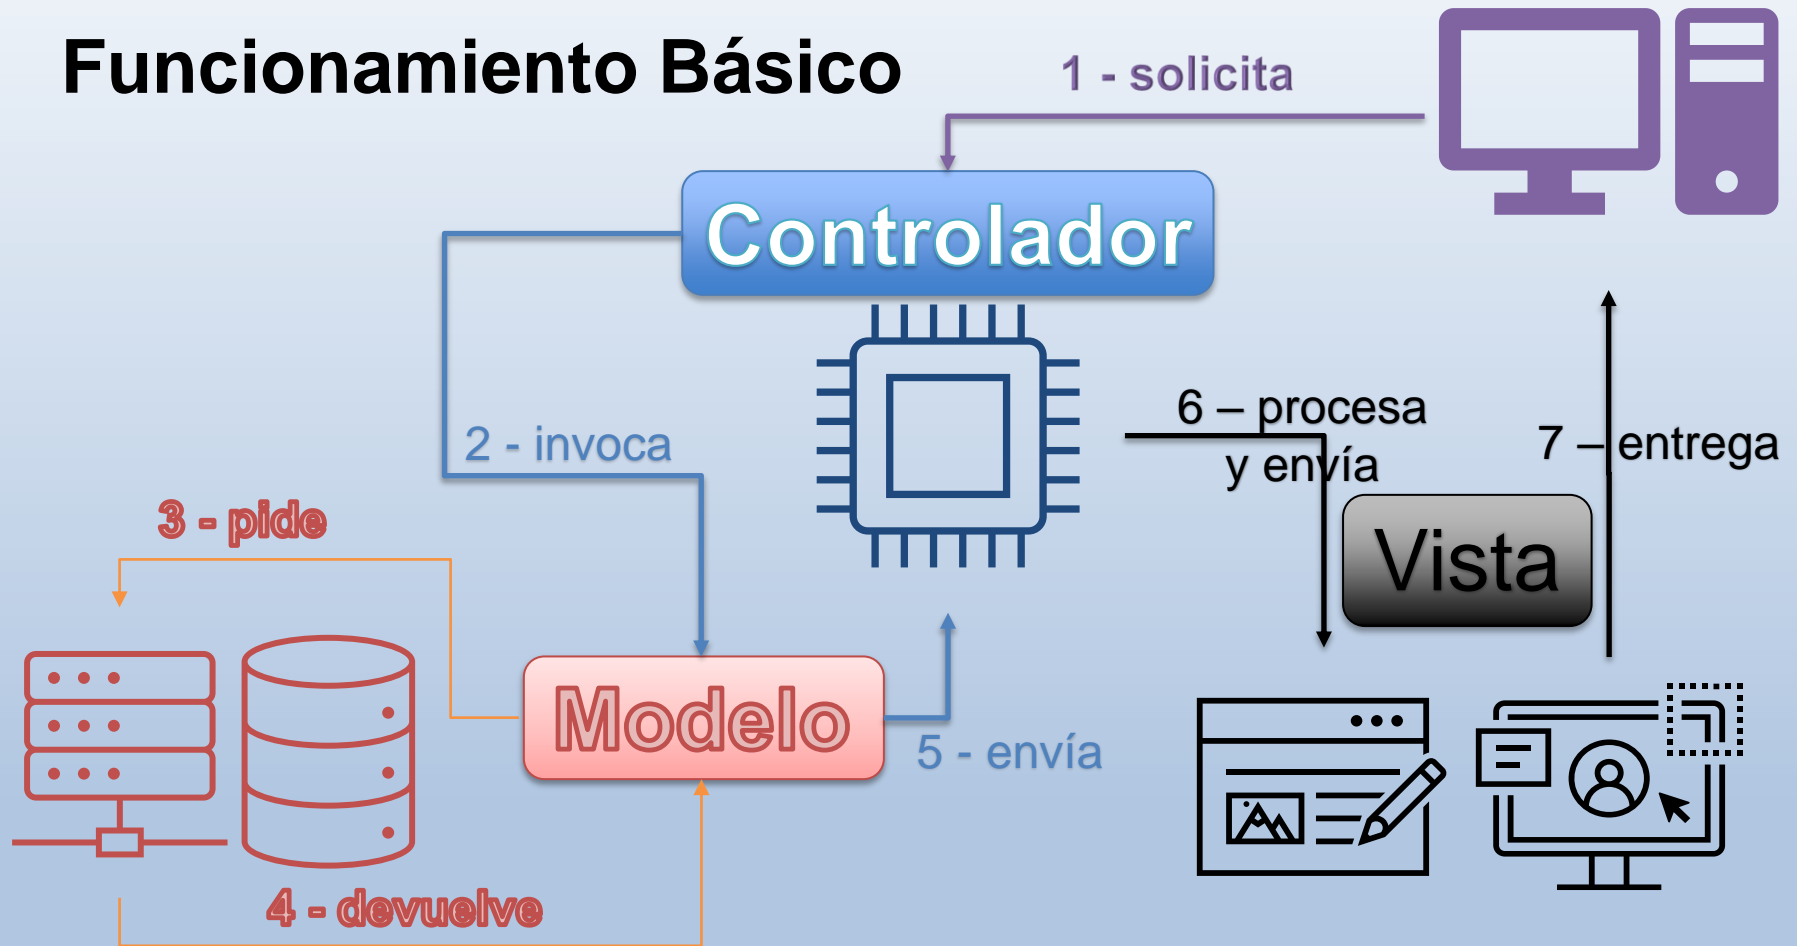 Funcionamiento Básico
1 - solicita
Controlador
2 - invoca
6 – procesa
y envía
7 – entrega
3 - pide
Vista
Modelo
5 - envía
4 - devuelve